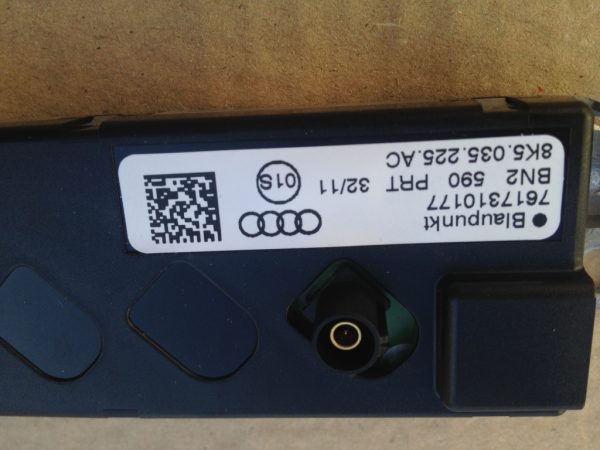 Blaupunkt
7617310177
BN2 590 PRT 32/11
8K5.035.225.AC
01S